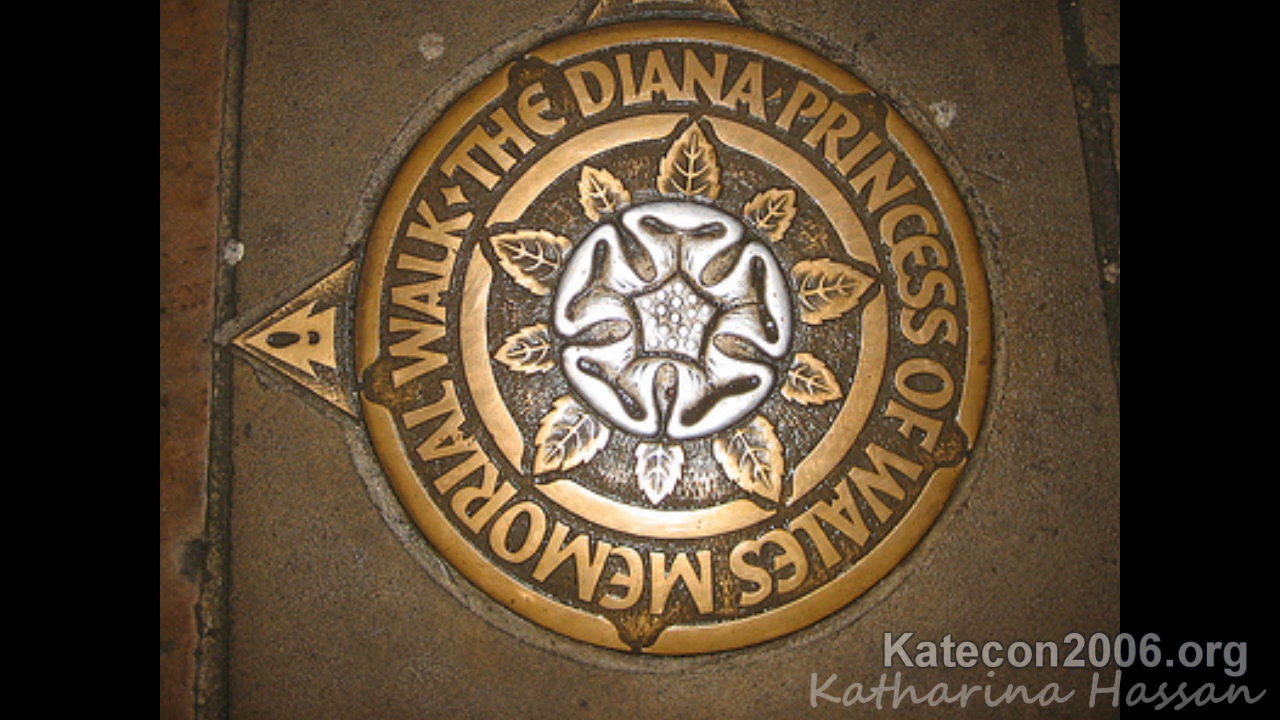 THE DIANA PRINCESS OF WALES MEMORIAL WALK
Katecon2006.org
Katharina Hassan